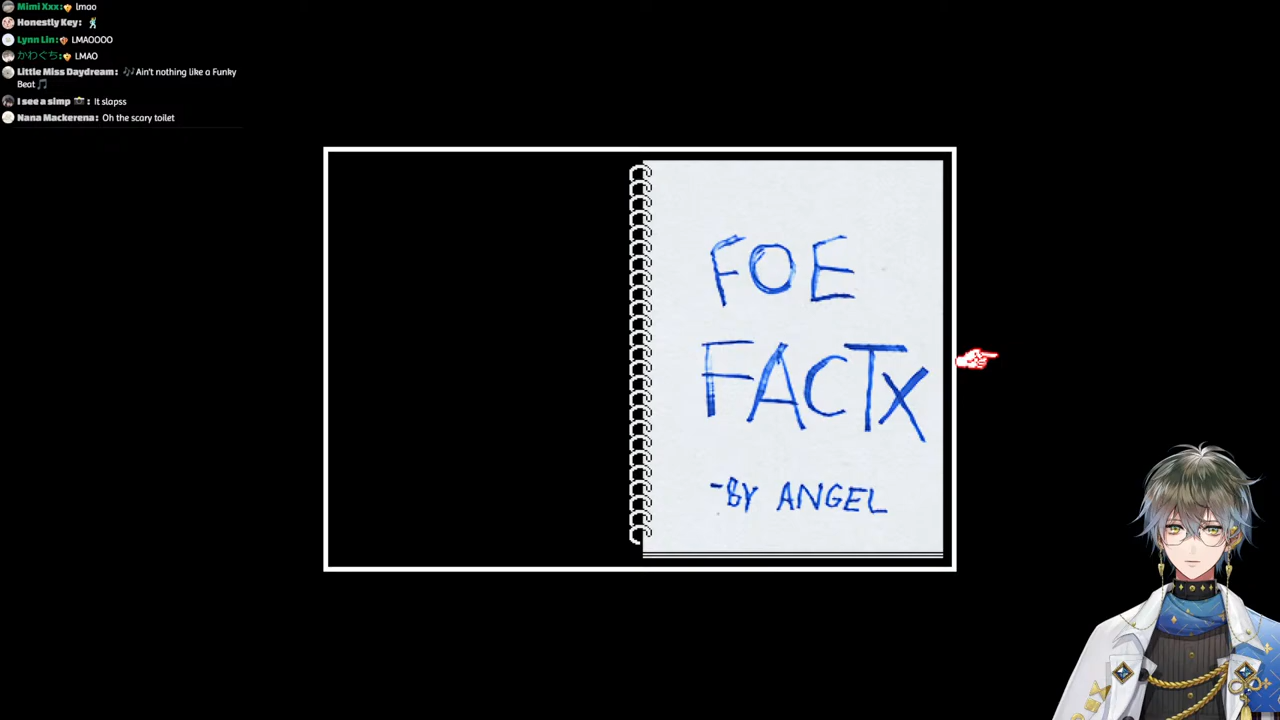 Mimi Xxx: lmao
Honestly Key:
Lynn Lin: LMAOOOO
かわぐち: LMAO
Little Miss Daydream: 🎶Ain't nothing like a Funky
Beat 🎵
I see a simp 📸: It slapss
Nana Mackerena: Oh the scary toilet
FOE
FACTX
-BY ANGEL